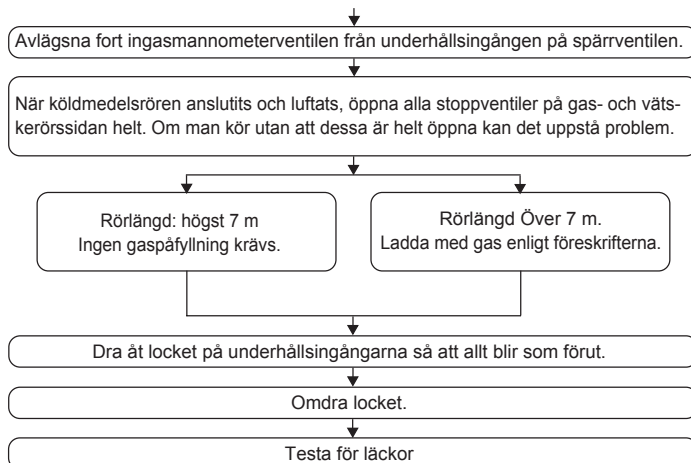 Avlägsna fort ingasmannometerventilen från underhållsingången på spärrventilen.
När köldmedelsrören anslutits och luftats, öppna alla stoppventiler på gas- och väts-
kerörssidan helt. Om man kör utan att dessa är helt öppna kan det uppstå problem.
Rörlängd: högst 7 m
Ingen gaspåfyllning krävs.
Rörlängd Över 7 m.
Ladda med gas enligt föreskrifterna.
Dra åt locket på underhållsingångarna så att allt blir som förut.
Omdra locket.
Testa för läckor